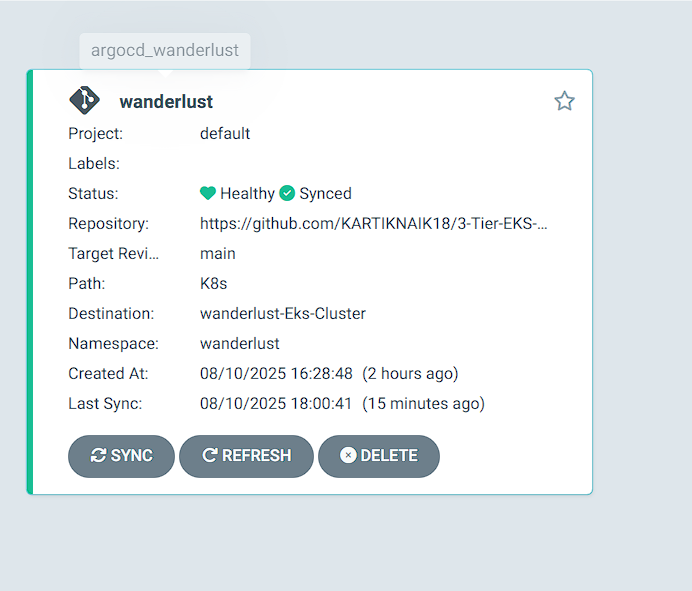 argocd_wanderlust
wanderlust
Project: default
Labels:
Status: Healthy Synced
Repository: https://github.com/KARTIKNAIK18/3-Tier-EKS-...
Target Revi... main
Path: K8s
Destination: wanderlust-Eks-Cluster
Namespace: wanderlust
Created At: 08/10/2025 16:28:48 (2 hours ago)
Last Sync: 08/10/2025 18:00:41 (15 minutes ago)
SYNC REFRESH DELETE